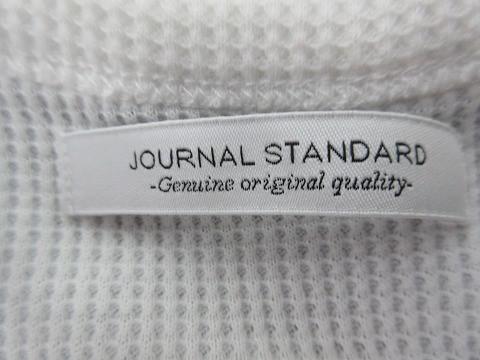 JOURNAL STANDARD
-Genuine original quality-